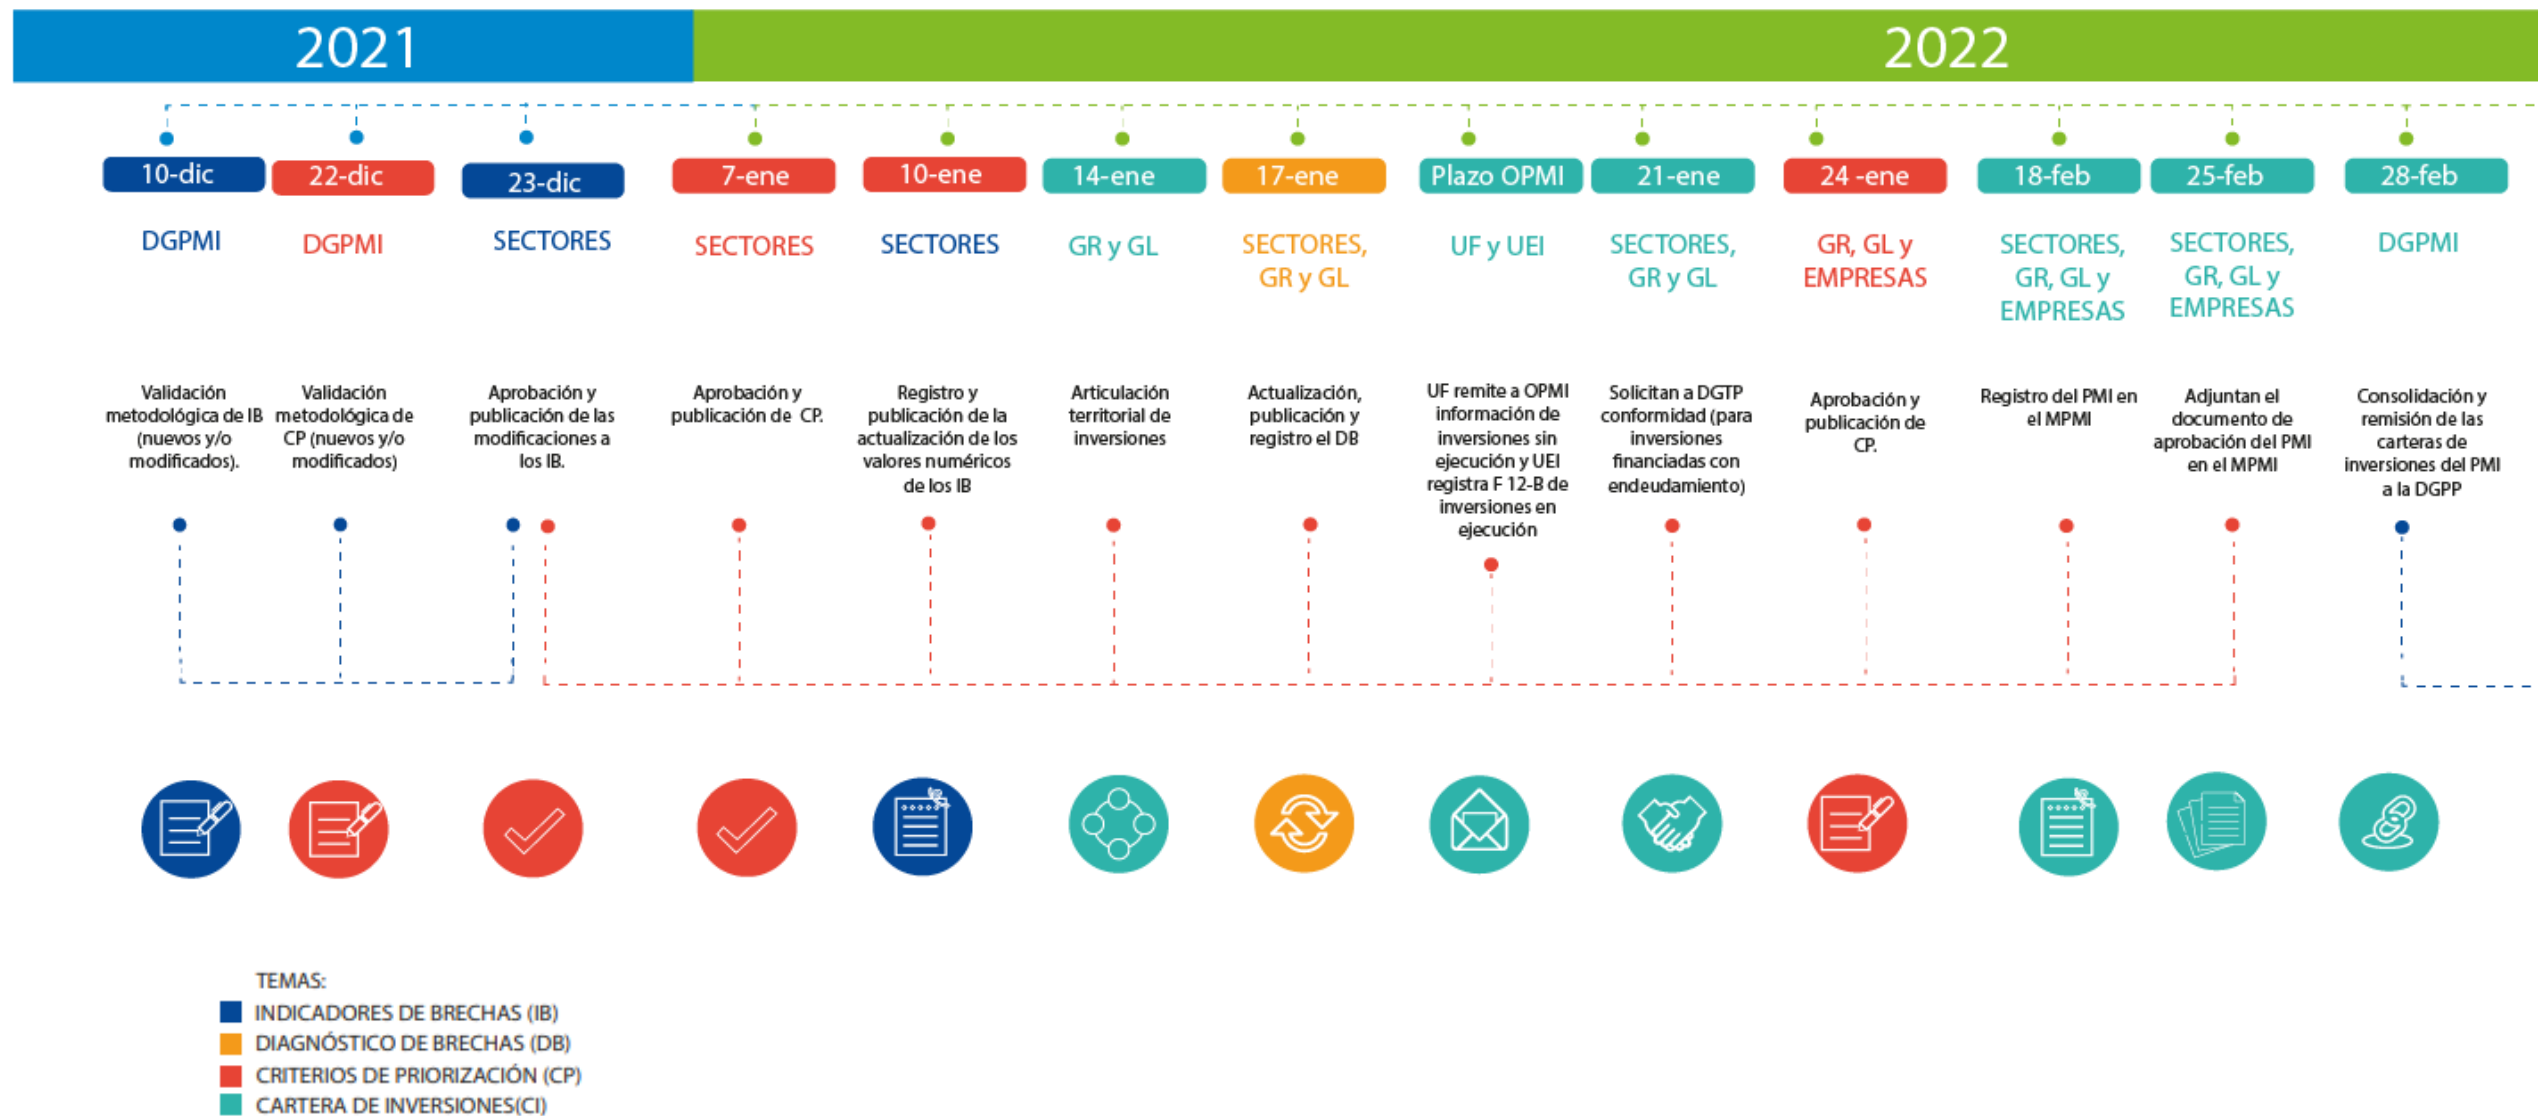 2021
2022
10-dic
22-dic
23-dic
7-ene
10-ene
14-ene
17-ene
Plazo OPMI
21-ene
24 -ene
18-feb
25-feb
28-feb
DGPMI
DGPMI
SECTORES
SECTORES
SECTORES
GR y GL
SECTORES,
GR y GL
UF y UEI
SECTORES,
GR y GL
GR, GL y
EMPRESAS
SECTORES,
GR, GL y
EMPRESAS
SECTORES,
GR, GL y
EMPRESAS
DGPMI
Validación
metodológica de IB
(nuevos y/o
modificados).
Validación
metodológica de
CP (nuevos y/o
modificados)
Aprobación y
publicación de las
modificaciones a
los IB.
Aprobación y
publicación de CP.
Registro y
publicación de la
actualización de los
valores numéricos
de los IB
Articulación
territorial de
inversiones
Actualización,
publicación y
registro el DB
UF remite a OPMI
información de
inversiones sin
ejecución y UEI
registra F 12-B de
inversiones en
ejecución
Solicitan a DGTP
conformidad (para
inversiones
financiadas con
endeudamiento)
Aprobación y
publicación de
CP.
Registro del PMI en
el MPMI
Adjuntan el
documento de
aprobación del PMI
en el MPMI
Consolidación y
remisión de las
carteras de
inversiones del PMI
a la DGPP
TEMAS:
INDICADORES DE BRECHAS (IB)
DIAGNÓSTICO DE BRECHAS (DB)
CRITERIOS DE PRIORIZACIÓN (CP)
CARTERA DE INVERSIONES(CI)